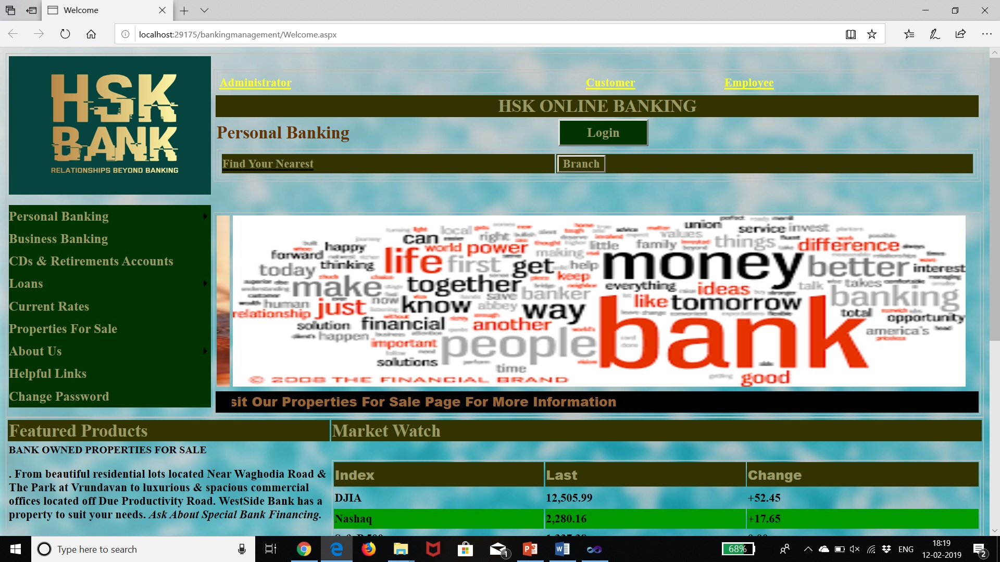 Welcome
localhost:29175/bankingmanagement/Welcome.aspx
HSK
BANK
RELATIONSHIPS BEYOND BANKING
Administrator Customer Employee
HSK ONLINE BANKING
Personal Banking Login
Find Your Nearest Branch
Personal Banking
Business Banking
CDs & Retirements Accounts
Loans
Current Rates
Properties For Sale
About Us
Helpful Links
Change Password
union
service invest
can local right values
happy world power little family things difference
forward life making
today thinking first get help money better interest
make together keep everything ideas talk takes
human just now know save banker like tomorrow banking
relationship abbey way total opportunity
solution financial another bank america's
happen important people
solutions
time
good
© 2008 THE FINANCIAL BRAND
sit Our Properties For Sale Page For More Information
Featured Products
BANK OWNED PROPERTIES FOR SALE
. From beautiful residential lots located Near Waghodia Road &
The Park at Vrundavan to luxurious & spacious commercial
offices located off Due Productivity Road. WestSide Bank has a
property to suit your needs. Ask About Special Bank Financing.
Market Watch
Index Last Change
DJIA 12,505.99 +52.45
Nashaq 2,280.16 +17.65
Type here to search
1
68%
ENG
18:19
12-02-2019
2